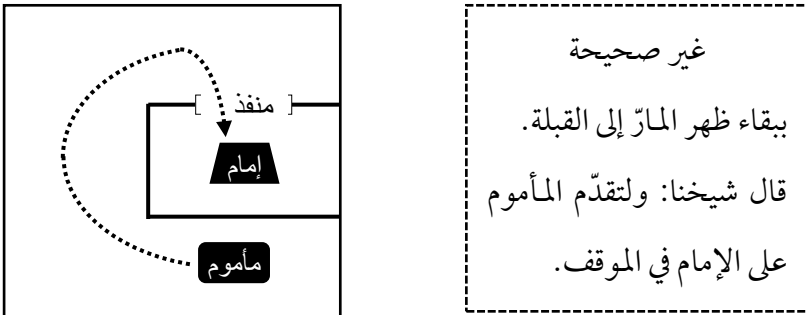 غير صحيحة
ببقاء ظهر المارّ إلى القبلة.
قال شيخنا: ولتقدّم المأموم
على الإمام في الموقف.
منفذ
إمام
مأموم